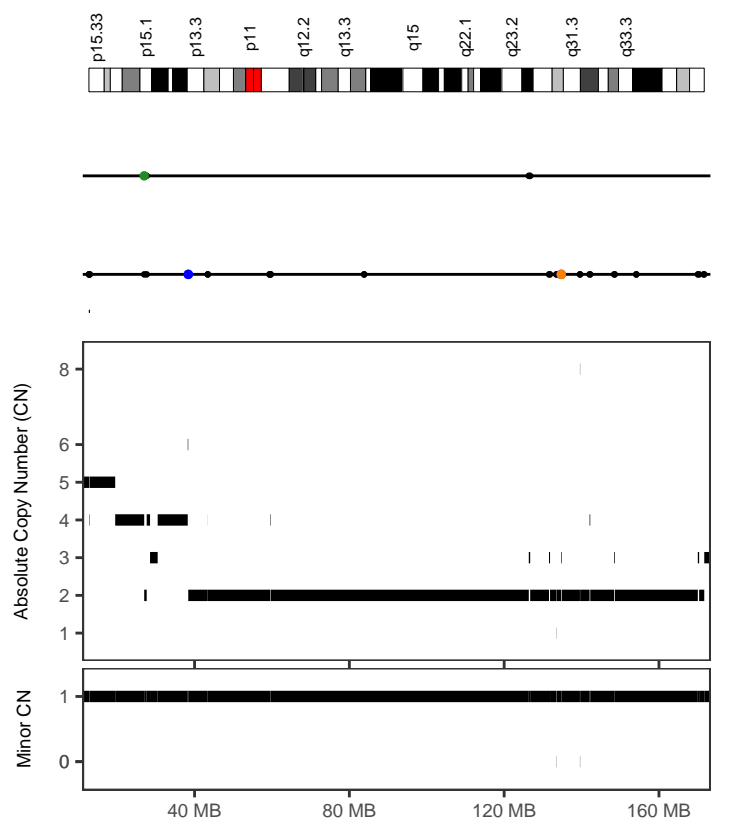 p15.33 p15.1 p13.3 p11 q12.2 q13.3 q15 q22.1 q23.2 q31.3 q33.3
Absolute Copy Number (CN)
8
6
5
4
3
2
1
Minor CN
1
0
40 MB 80 MB 120 MB 160 MB